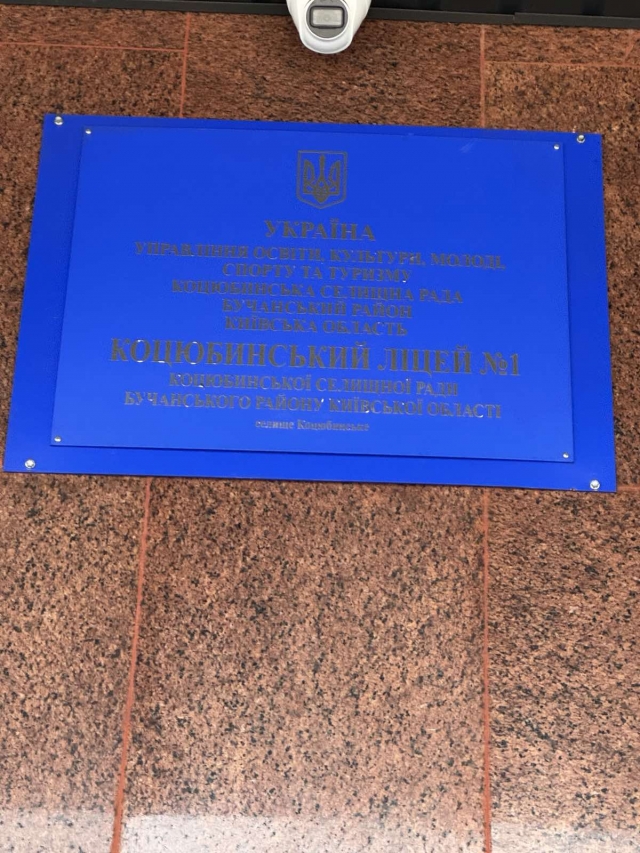 УКРАЇНА
УПРАВЛІННЯ ОСВІТИ, КУЛЬТУРИ, МОЛОДІ,
СПОРТУ ТА ТУРИЗМУ
КОЦЮБИНСЬКА СЕЛИЩНА РАДА
БУЧАНСЬКИЙ РАЙОН
КИЇВСЬКА ОБЛАСТЬ
КОЦЮБИНСЬКИЙ ЛІЦЕЙ №1
КОЦЮБИНСЬКОЇ СЕЛИЩНОЇ РАДИ
БУЧАНСЬКОГО РАЙОНУ КИЇВСЬКОЇ ОБЛАСТІ
селище Коцюбинське